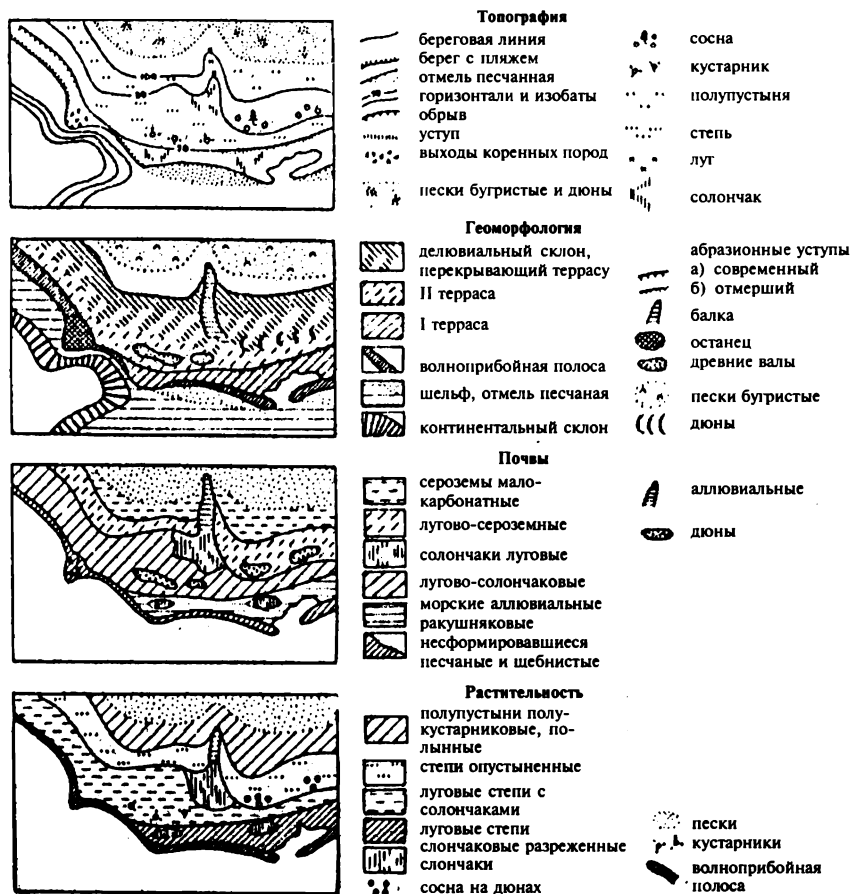 Топография
береговая линия
берег с пляжем
отмель песчанная
горизонтали и изобаты
обрыв
уступ
выходы коренных пород
пески бугристые и дюны
сосна
кустарник
полупустыня
степь
луг
солончак
Геоморфология
делювиальный склон,
перекрывающий террасу
II терраса
I терраса
волноприбойная полоса
шельф, отмель песчаная
континентальный склон
абразионные уступы
а) современный
б) отмерший
балка
останец
древние валы
пески бугристые
дюны
Почвы
сероземы мало-
карбонатные
лугово-сероземные
солончаки луговые
лугово-солончаковые
морские аллювиальные
ракушняковые
несформировавшиеся
песчаные и щебнистые
аллювиальные
дюны
Растительность
полупустыни полу-
кустарниковые, по-
лынные
степи опустыненные
луговые степи с
солончаками
луговые степи
слончаковые разреженные
слончаки
сосна на дюнах
пески
кустарники
волноприбойная
полоса